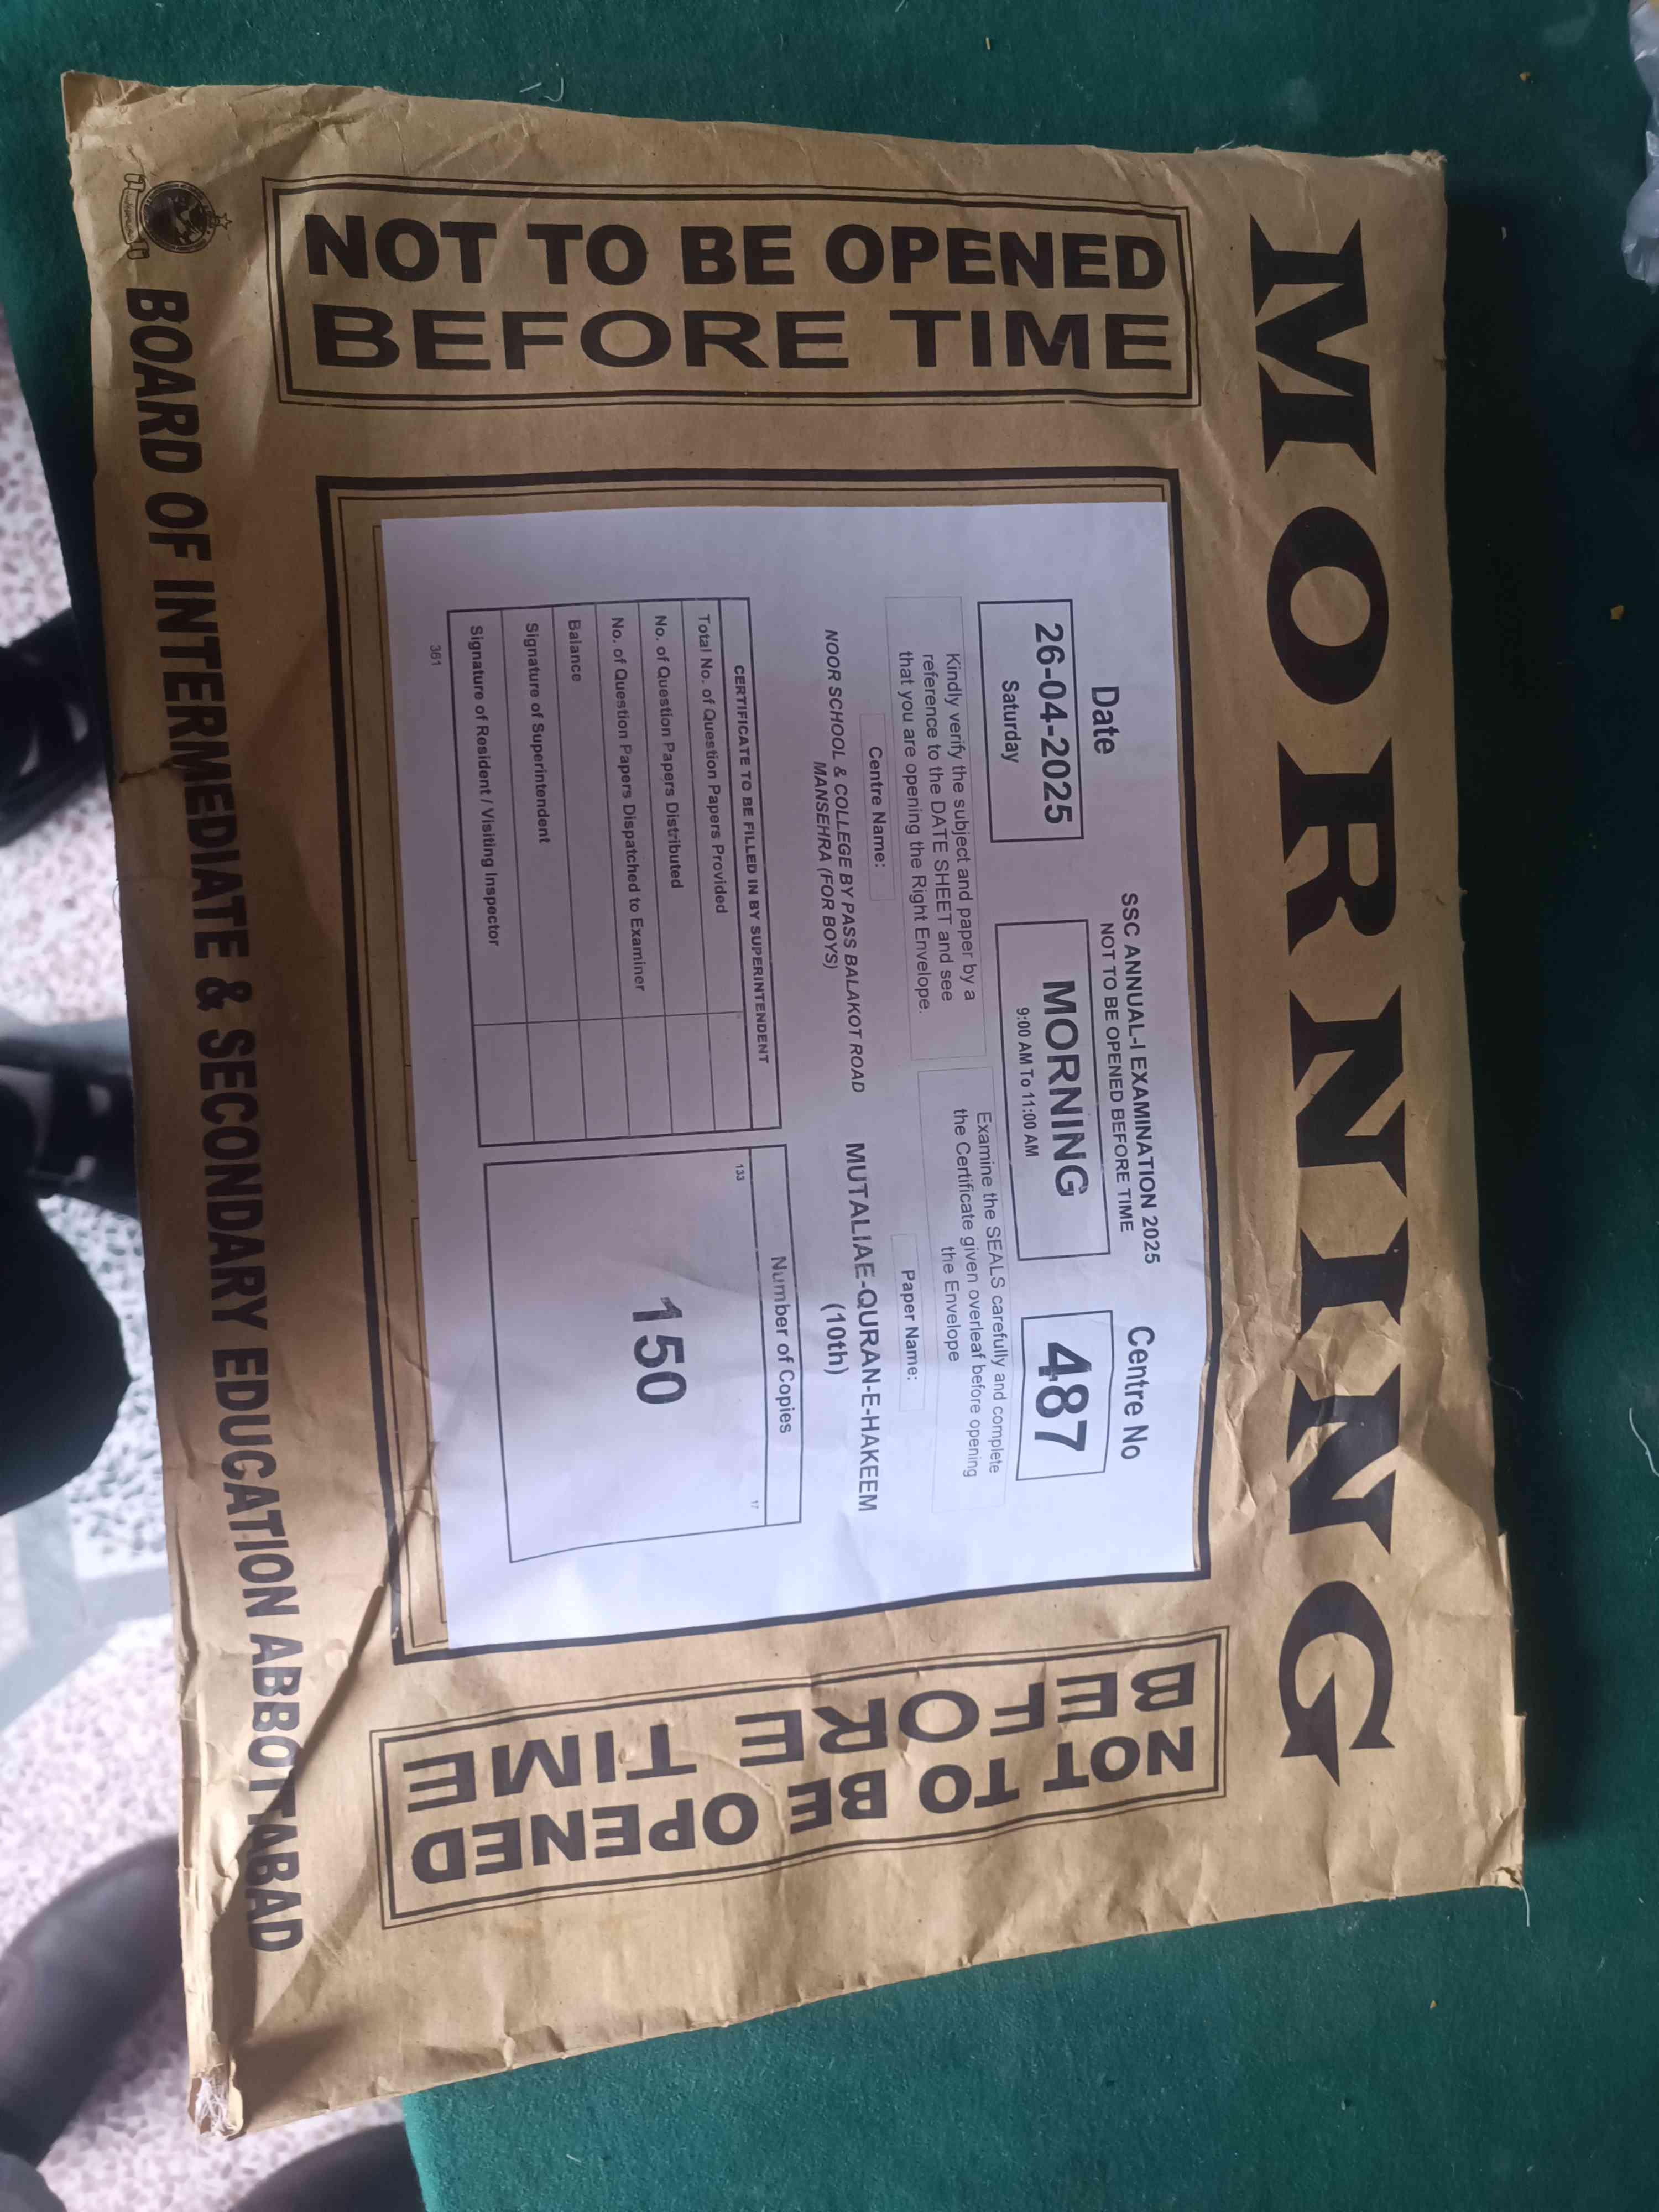 MORNING
NOT TO BE OPENED
BEFORE TIME
Date
26-04-2025
Saturday
SSC ANNUAL-I EXAMINATION 2025
NOT TO BE OPENED BEFORE TIME
MORNING
9:00 AM To 11:00 AM
Centre No
487
Kindly verify the subject and paper by a
reference to the DATE SHEET and see
that you are opening the Right Envelope.
Examine the SEALS carefully and complete
the Certificate given overleaf before opening
the Envelope
Centre Name:
NOOR SCHOOL & COLLEGE BY PASS BALAKOT ROAD
MANSEHRA (FOR BOYS)
Paper Name:
MUTALIAE-QURAN-E-HAKEEM
(10th)
CERTIFICATE TO BE FILLED IN BY SUPERINTENDENT
Total No. of Question Papers Provided
No. of Question Papers Distributed
No. of Question Papers Dispatched to Examiner
Balance
Signature of Superintendent
Signature of Resident / Visiting Inspector
361
Number of Copies
133
17
150
NOT TO BE OPENED
BEFORE TIME
BOARD OF INTERMEDIATE & SECONDARY EDUCATION ABBOTTABAD